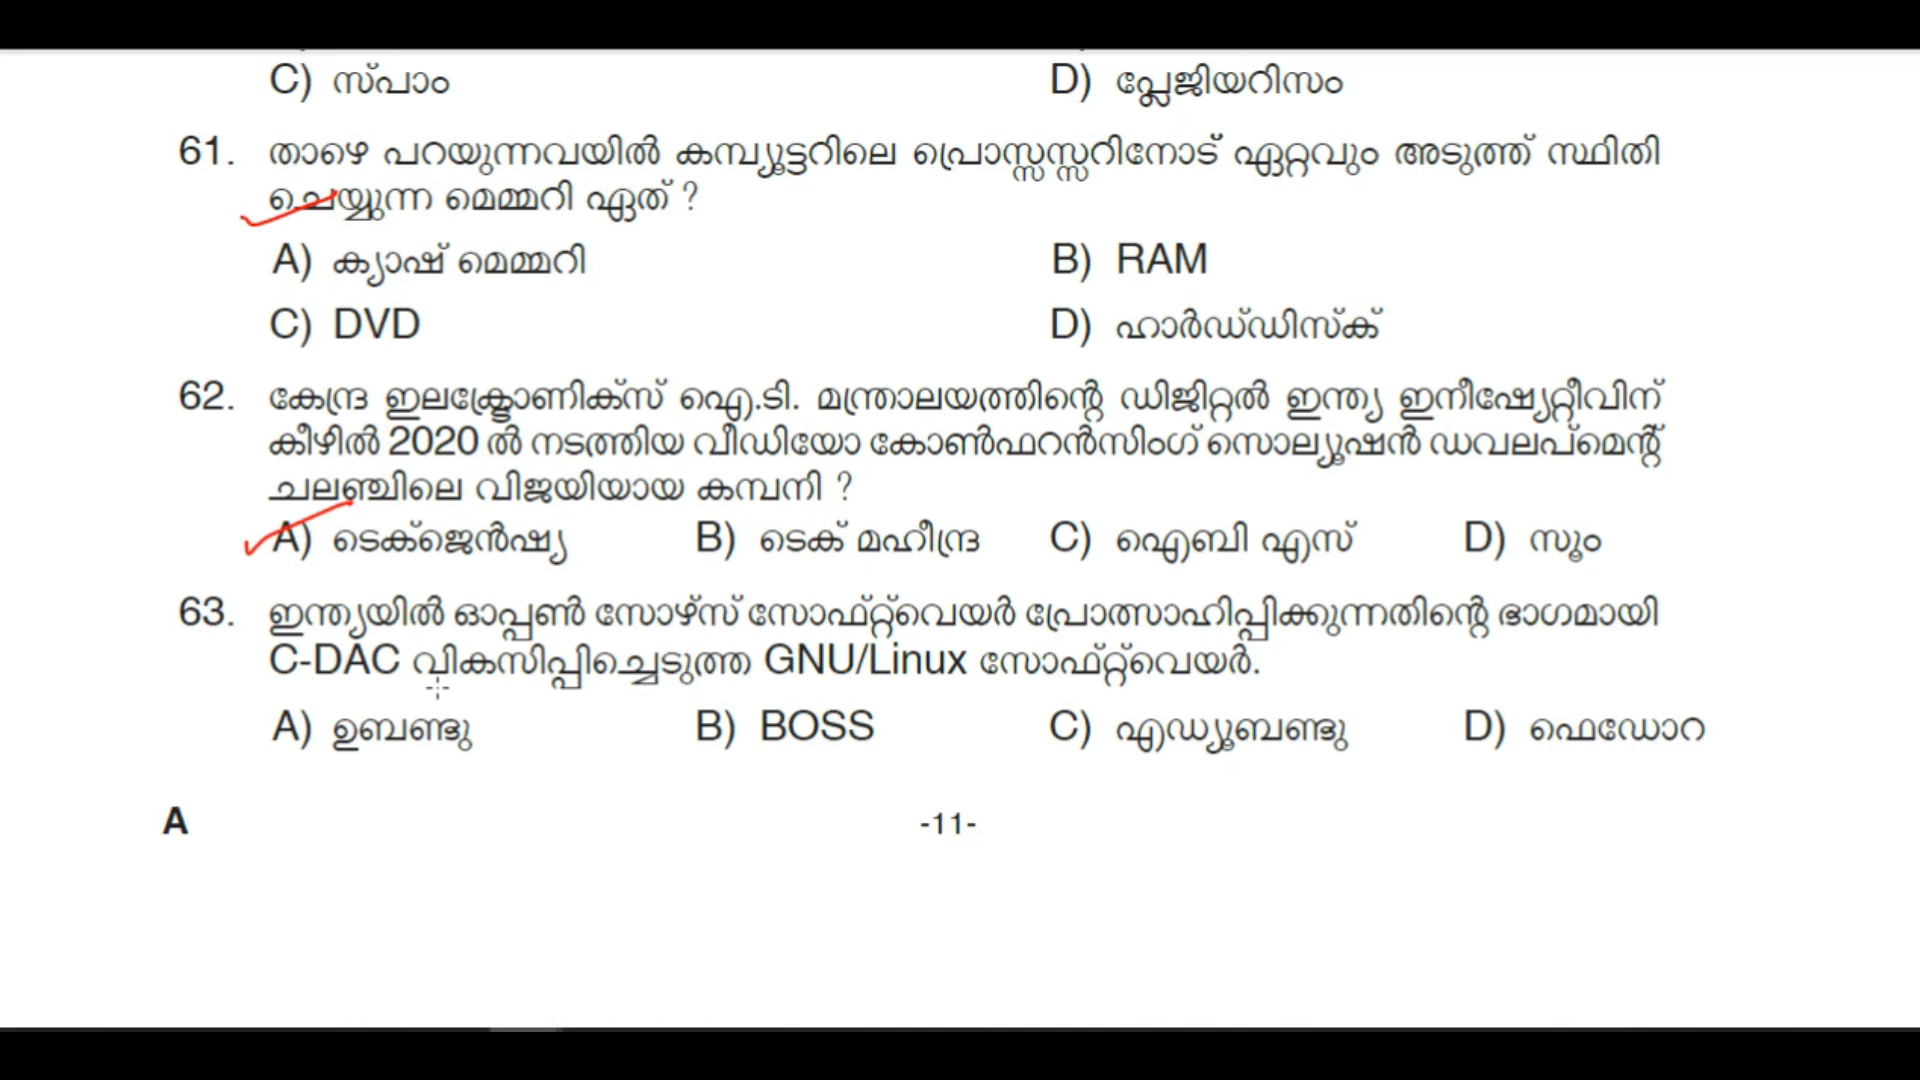 C) സ്പാം D) പ്ലേജിയറിസം
61. താഴെ പറയുന്നവയിൽ കമ്പ്യൂട്ടറിലെ പ്രൊസ്സസ്സറിനോട് ഏറ്റവും അടുത്ത് സ്ഥിതി
ചെയ്യുന്ന മെമ്മറി ഏത് ?
A) ക്യാഷ് മെമ്മറി B) RAM
C) DVD D) ഹാർഡ്ഡിസ്ക്
62. കേന്ദ്ര ഇലക്ട്രോണിക്സ് ഐ.ടി. മന്ത്രാലയത്തിന്റെ ഡിജിറ്റൽ ഇന്ത്യ ഇനീഷ്യേറ്റീവിന്
കീഴിൽ 2020 ൽ നടത്തിയ വീഡിയോ കോൺഫറൻസിംഗ് സൊല്യൂഷൻ ഡവലപ്മെന്റ്
ചലഞ്ചിലെ വിജയിയായ കമ്പനി ?
A) ടെക്ജെൻഷ്യ B) ടെക് മഹീന്ദ്ര C) ഐബി എസ് D) സൂം
63. ഇന്ത്യയിൽ ഓപ്പൺ സോഴ്സ് സോഫ്റ്റ്‌വെയർ പ്രോത്സാഹിപ്പിക്കുന്നതിന്റെ ഭാഗമായി
C-DAC വികസിപ്പിച്ചെടുത്ത GNU/Linux സോഫ്റ്റ്‌വെയർ.
A) ഉബണ്ടു B) BOSS C) എഡ്യൂബണ്ടു D) ഫെഡോറ
A -11-